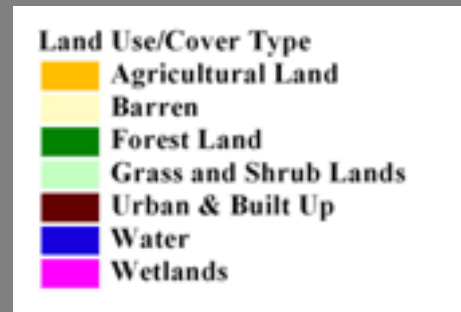 Land Use/Cover Type
Agricultural Land
Barren
Forest Land
Grass and Shrub Lands
Urban & Built Up
Water
Wetlands